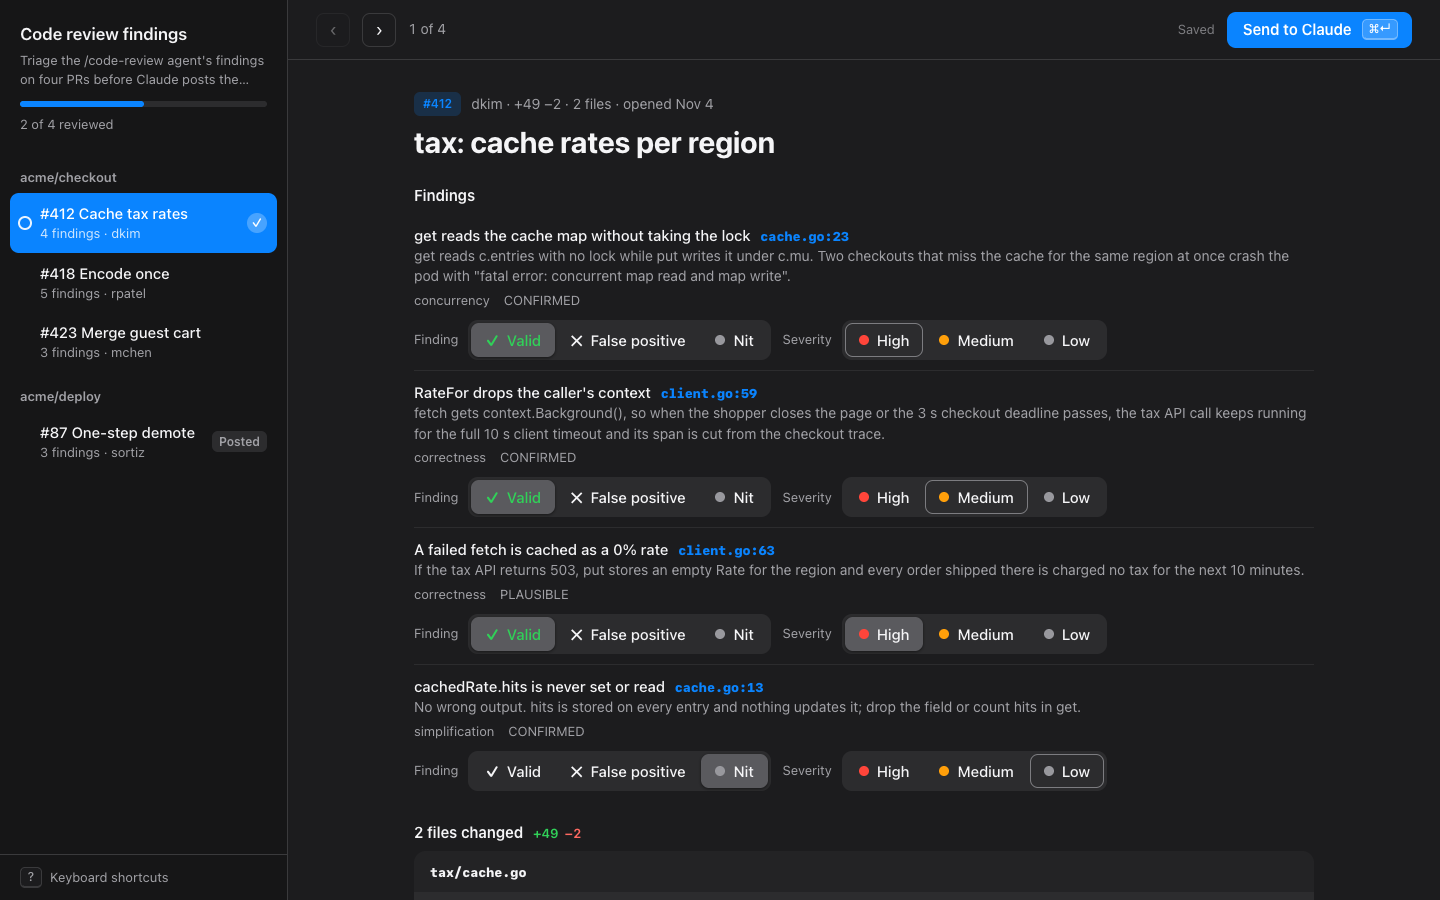 Code review findings
Triage the /code-review agent's findings
on four PRs before Claude posts the…
2 of 4 reviewed
acme/checkout
#412 Cache tax rates
4 findings · dkim
#418 Encode once
5 findings · rpatel
#423 Merge guest cart
3 findings · mchen
acme/deploy
#87 One-step demote
3 findings · sortiz
Posted
? Keyboard shortcuts
‹ › 1 of 4
Saved
Send to Claude ⌘↵
#412 dkim · +49 −2 · 2 files · opened Nov 4
tax: cache rates per region
Findings
get reads the cache map without taking the lock cache.go:23
get reads c.entries with no lock while put writes it under c.mu. Two checkouts that miss the cache for the same region at once crash the
pod with "fatal error: concurrent map read and map write".
concurrency CONFIRMED
Finding Valid False positive Nit Severity High Medium Low
RateFor drops the caller's context client.go:59
fetch gets context.Background(), so when the shopper closes the page or the 3 s checkout deadline passes, the tax API call keeps running
for the full 10 s client timeout and its span is cut from the checkout trace.
correctness CONFIRMED
Finding Valid False positive Nit Severity High Medium Low
A failed fetch is cached as a 0% rate client.go:63
If the tax API returns 503, put stores an empty Rate for the region and every order shipped there is charged no tax for the next 10 minutes.
correctness PLAUSIBLE
Finding Valid False positive Nit Severity High Medium Low
cachedRate.hits is never set or read cache.go:13
No wrong output. hits is stored on every entry and nothing updates it; drop the field or count hits in get.
simplification CONFIRMED
Finding Valid False positive Nit Severity High Medium Low
2 files changed +49 −2
tax/cache.go